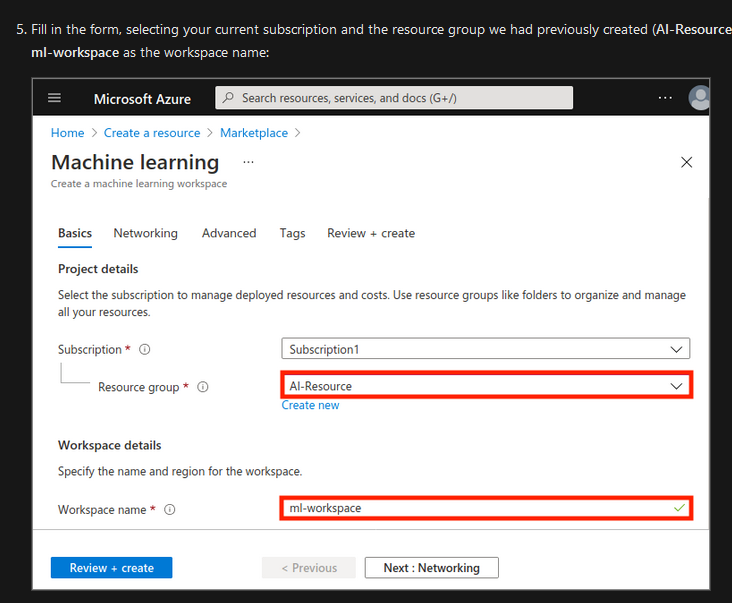 5. Fill in the form, selecting your current subscription and the resource group we had previously created (AI-Resource
ml-workspace as the workspace name:
Microsoft Azure
Search resources, services, and docs (G+/)
...
Home > Create a resource > Marketplace >
Machine learning ...
Create a machine learning workspace
Basics Networking Advanced Tags Review + create
Project details
Select the subscription to manage deployed resources and costs. Use resource groups like folders to organize and manage
all your resources.
Subscription *
Subscription1
Resource group *
AI-Resource
Create new
Workspace details
Specify the name and region for the workspace.
Workspace name *
ml-workspace
Review + create
< Previous
Next : Networking